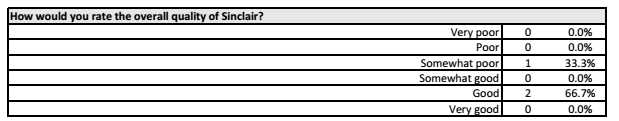 How would you rate the overall quality of Sinclair?
Very poor 0 0.0%
Poor 0 0.0%
Somewhat poor 1 33.3%
Somewhat good 0 0.0%
Good 2 66.7%
Very good 0 0.0%